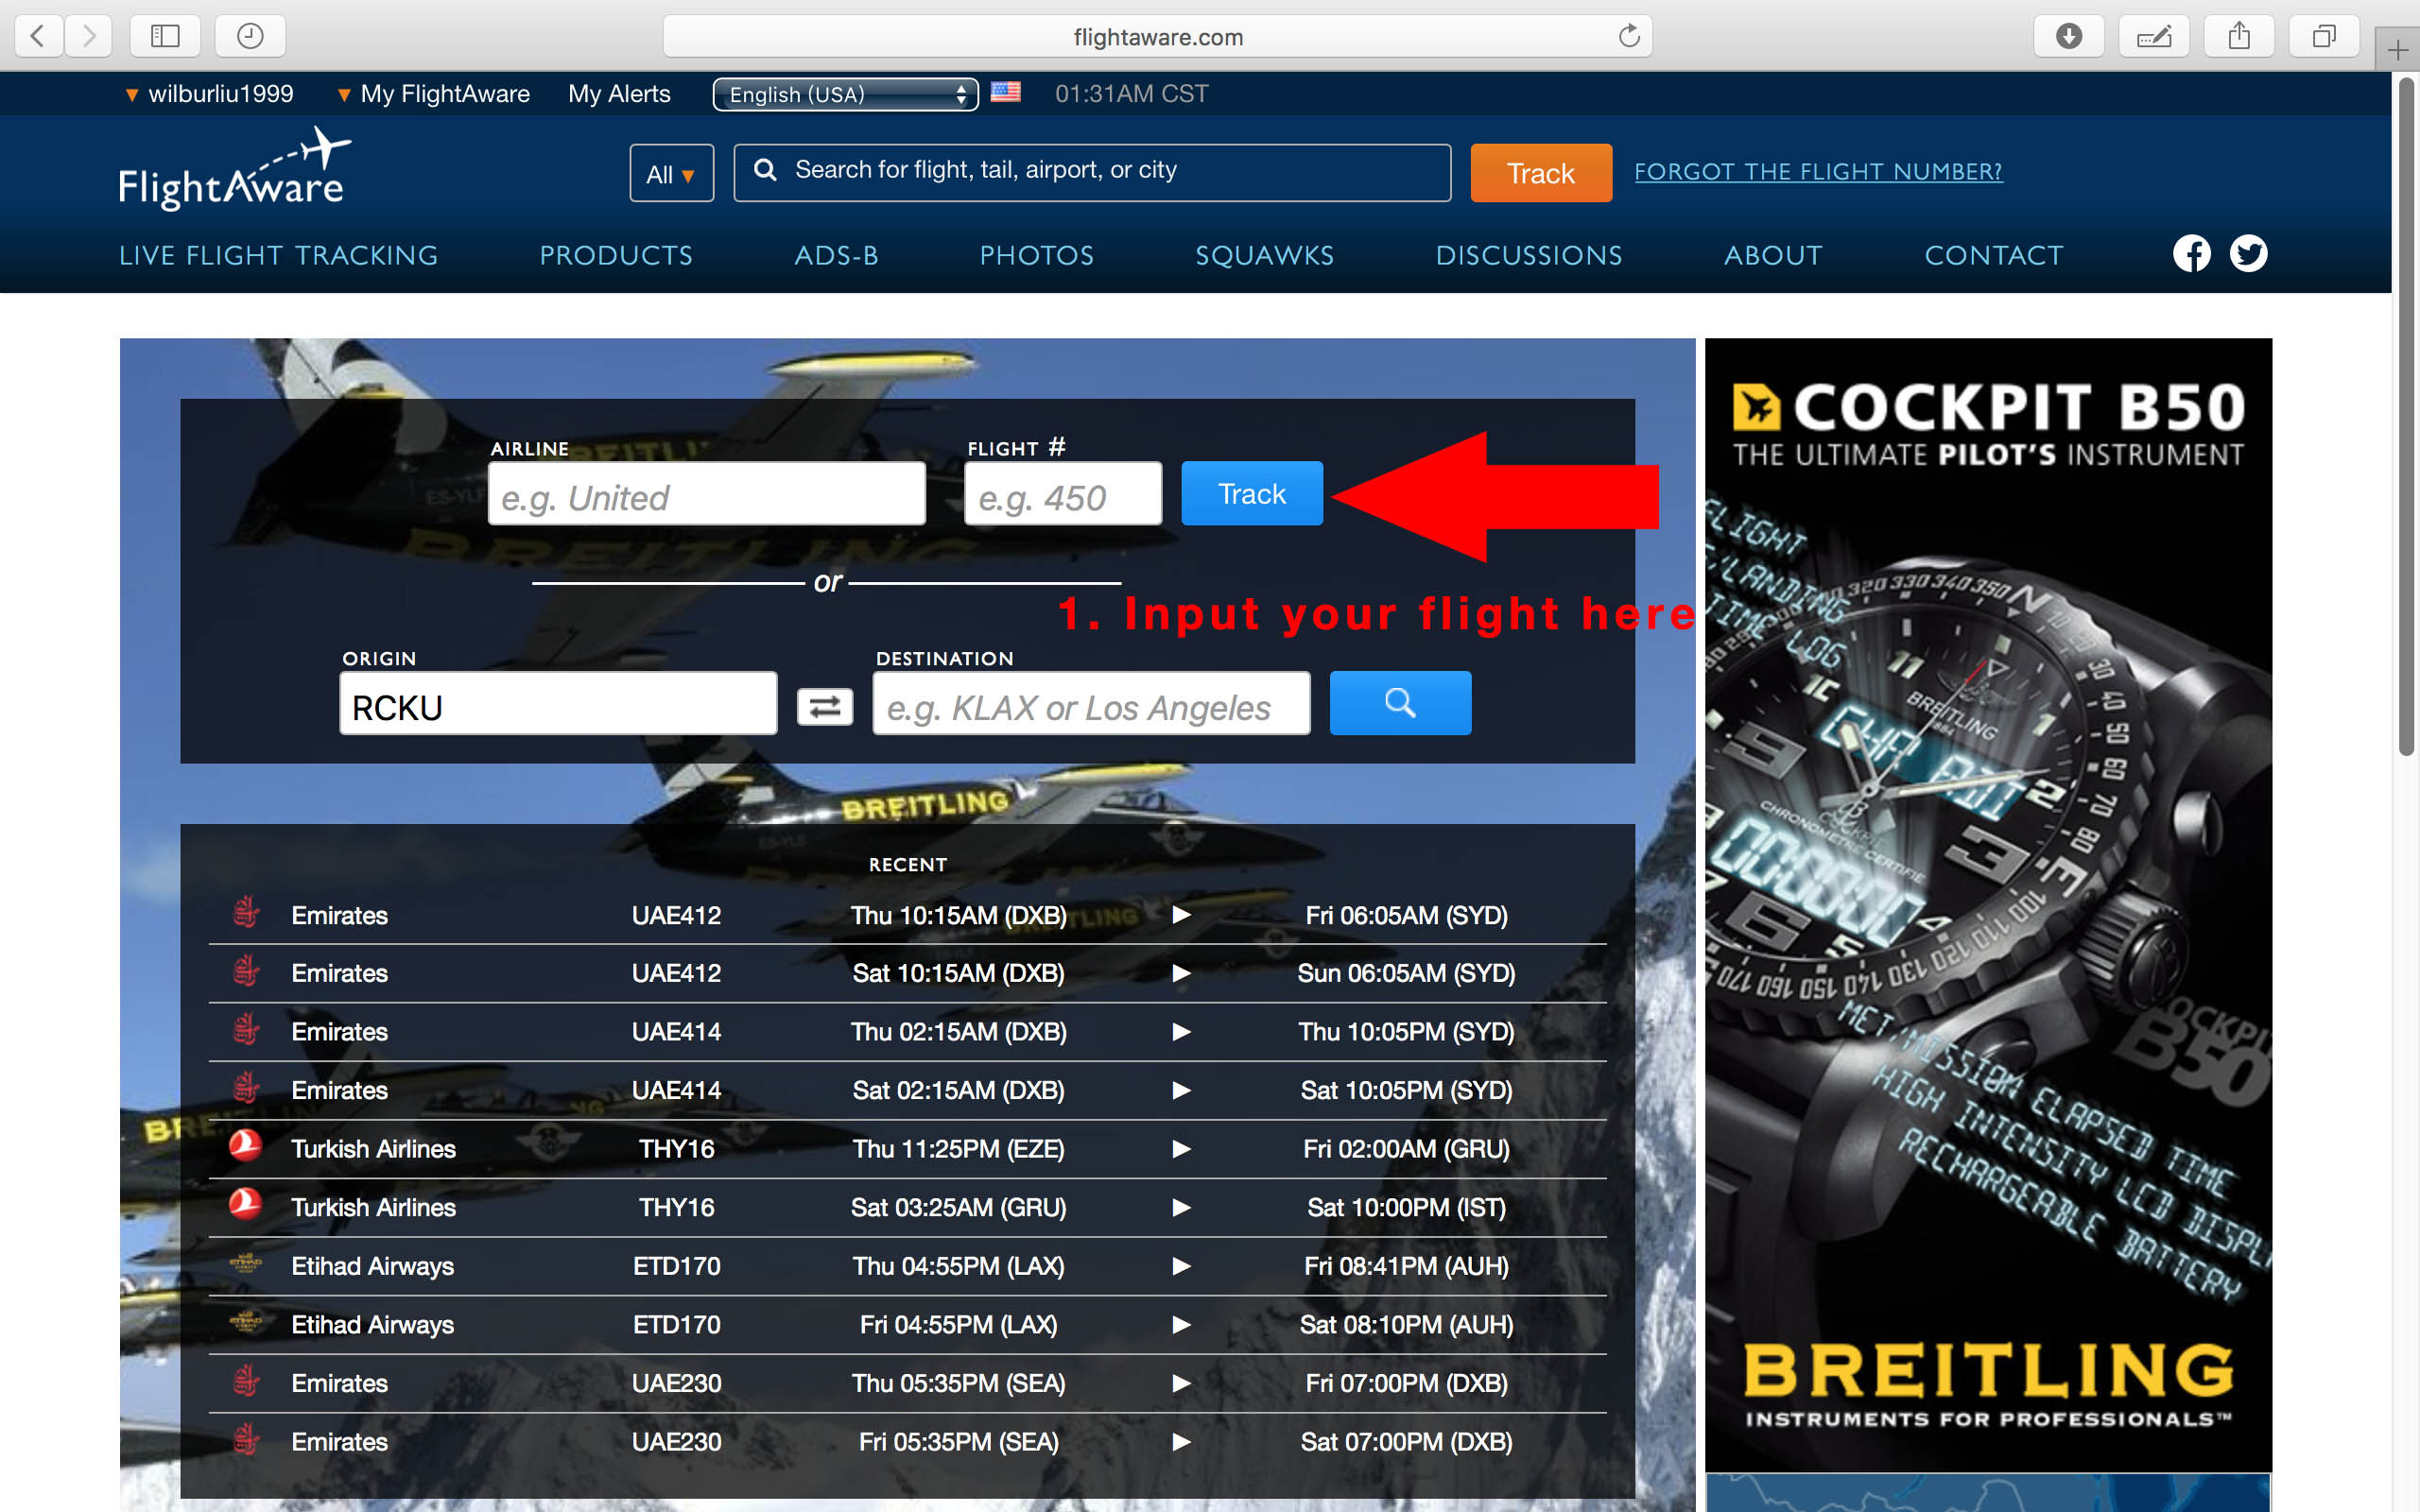 flightaware.com
▼ wilburliu1999 ▼ My FlightAware My Alerts English (USA) 01:31AM CST
FlightAware
All ▼ Search for flight, tail, airport, or city Track FORGOT THE FLIGHT NUMBER?
LIVE FLIGHT TRACKING PRODUCTS ADS-B PHOTOS SQUAWKS DISCUSSIONS ABOUT CONTACT
AIRLINE FLIGHT #
e.g. United e.g. 450 Track
or
1. Input your flight here
ORIGIN DESTINATION
RCKU e.g. KLAX or Los Angeles
BREITLING
RECENT
Emirates UAE412 Thu 10:15AM (DXB) ▶ Fri 06:05AM (SYD)
Emirates UAE412 Sat 10:15AM (DXB) ▶ Sun 06:05AM (SYD)
Emirates UAE414 Thu 02:15AM (DXB) ▶ Thu 10:05PM (SYD)
Emirates UAE414 Sat 02:15AM (DXB) ▶ Sat 10:05PM (SYD)
Turkish Airlines THY16 Thu 11:25PM (EZE) ▶ Fri 02:00AM (GRU)
Turkish Airlines THY16 Sat 03:25AM (GRU) ▶ Sat 10:00PM (IST)
Etihad Airways ETD170 Thu 04:55PM (LAX) ▶ Fri 08:41PM (AUH)
Etihad Airways ETD170 Fri 04:55PM (LAX) ▶ Sat 08:10PM (AUH)
Emirates UAE230 Thu 05:35PM (SEA) ▶ Fri 07:00PM (DXB)
Emirates UAE230 Fri 05:35PM (SEA) ▶ Sat 07:00PM (DXB)
COCKPIT B50
THE ULTIMATE PILOT'S INSTRUMENT
FLIGHT
/LANDING
TIME LOG
BREITLING
1884
CHRONOMETRE CERTIFIE
COCKPI
B50
MET/MISSION ELAPSED TIME
HIGH INTENSITY LCD DISPL
RECHARGEABLE BATTERY
BREITLING
INSTRUMENTS FOR PROFESSIONALS™